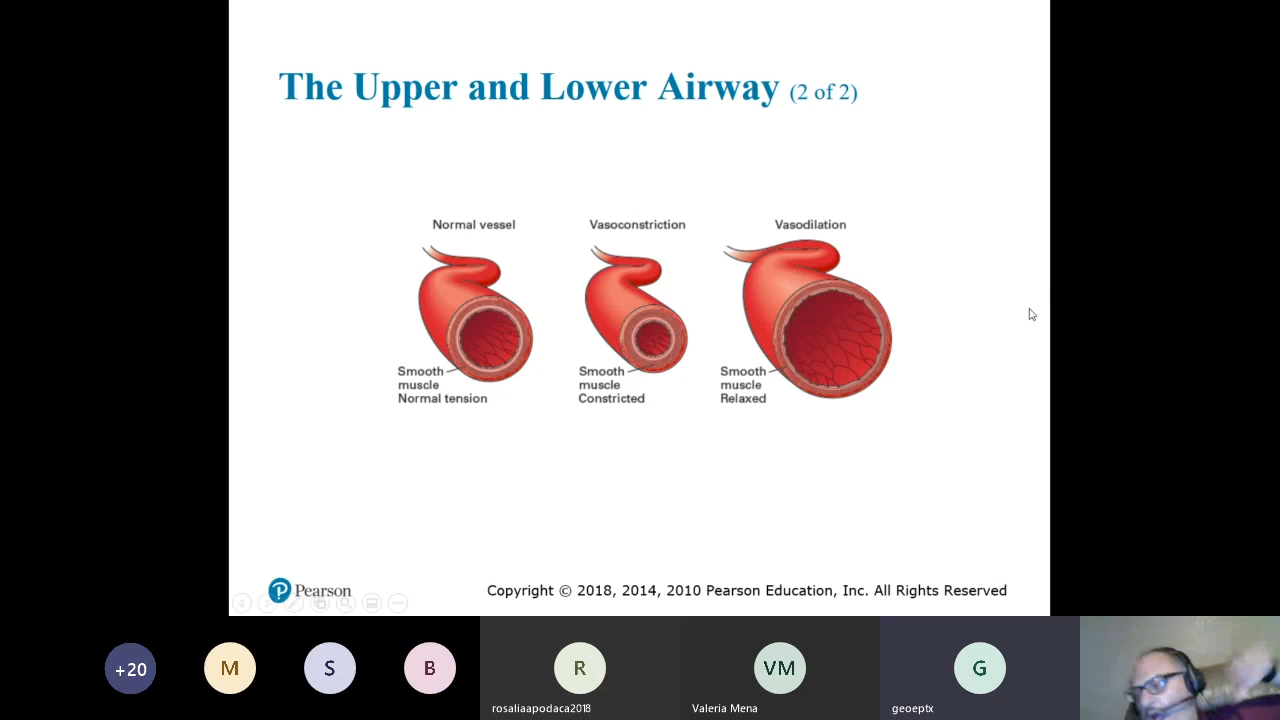 The Upper and Lower Airway (2 of 2)
Normal vessel
Vasoconstriction
Vasodilation
Smooth
muscle
Normal tension
Smooth
muscle
Constricted
Smooth
muscle
Relaxed
Pearson
Copyright © 2018, 2014, 2010 Pearson Education, Inc. All Rights Reserved
+20
M
S
B
R
VM
G
rosaliaapodaca2018
Valeria Mena
geoeptx